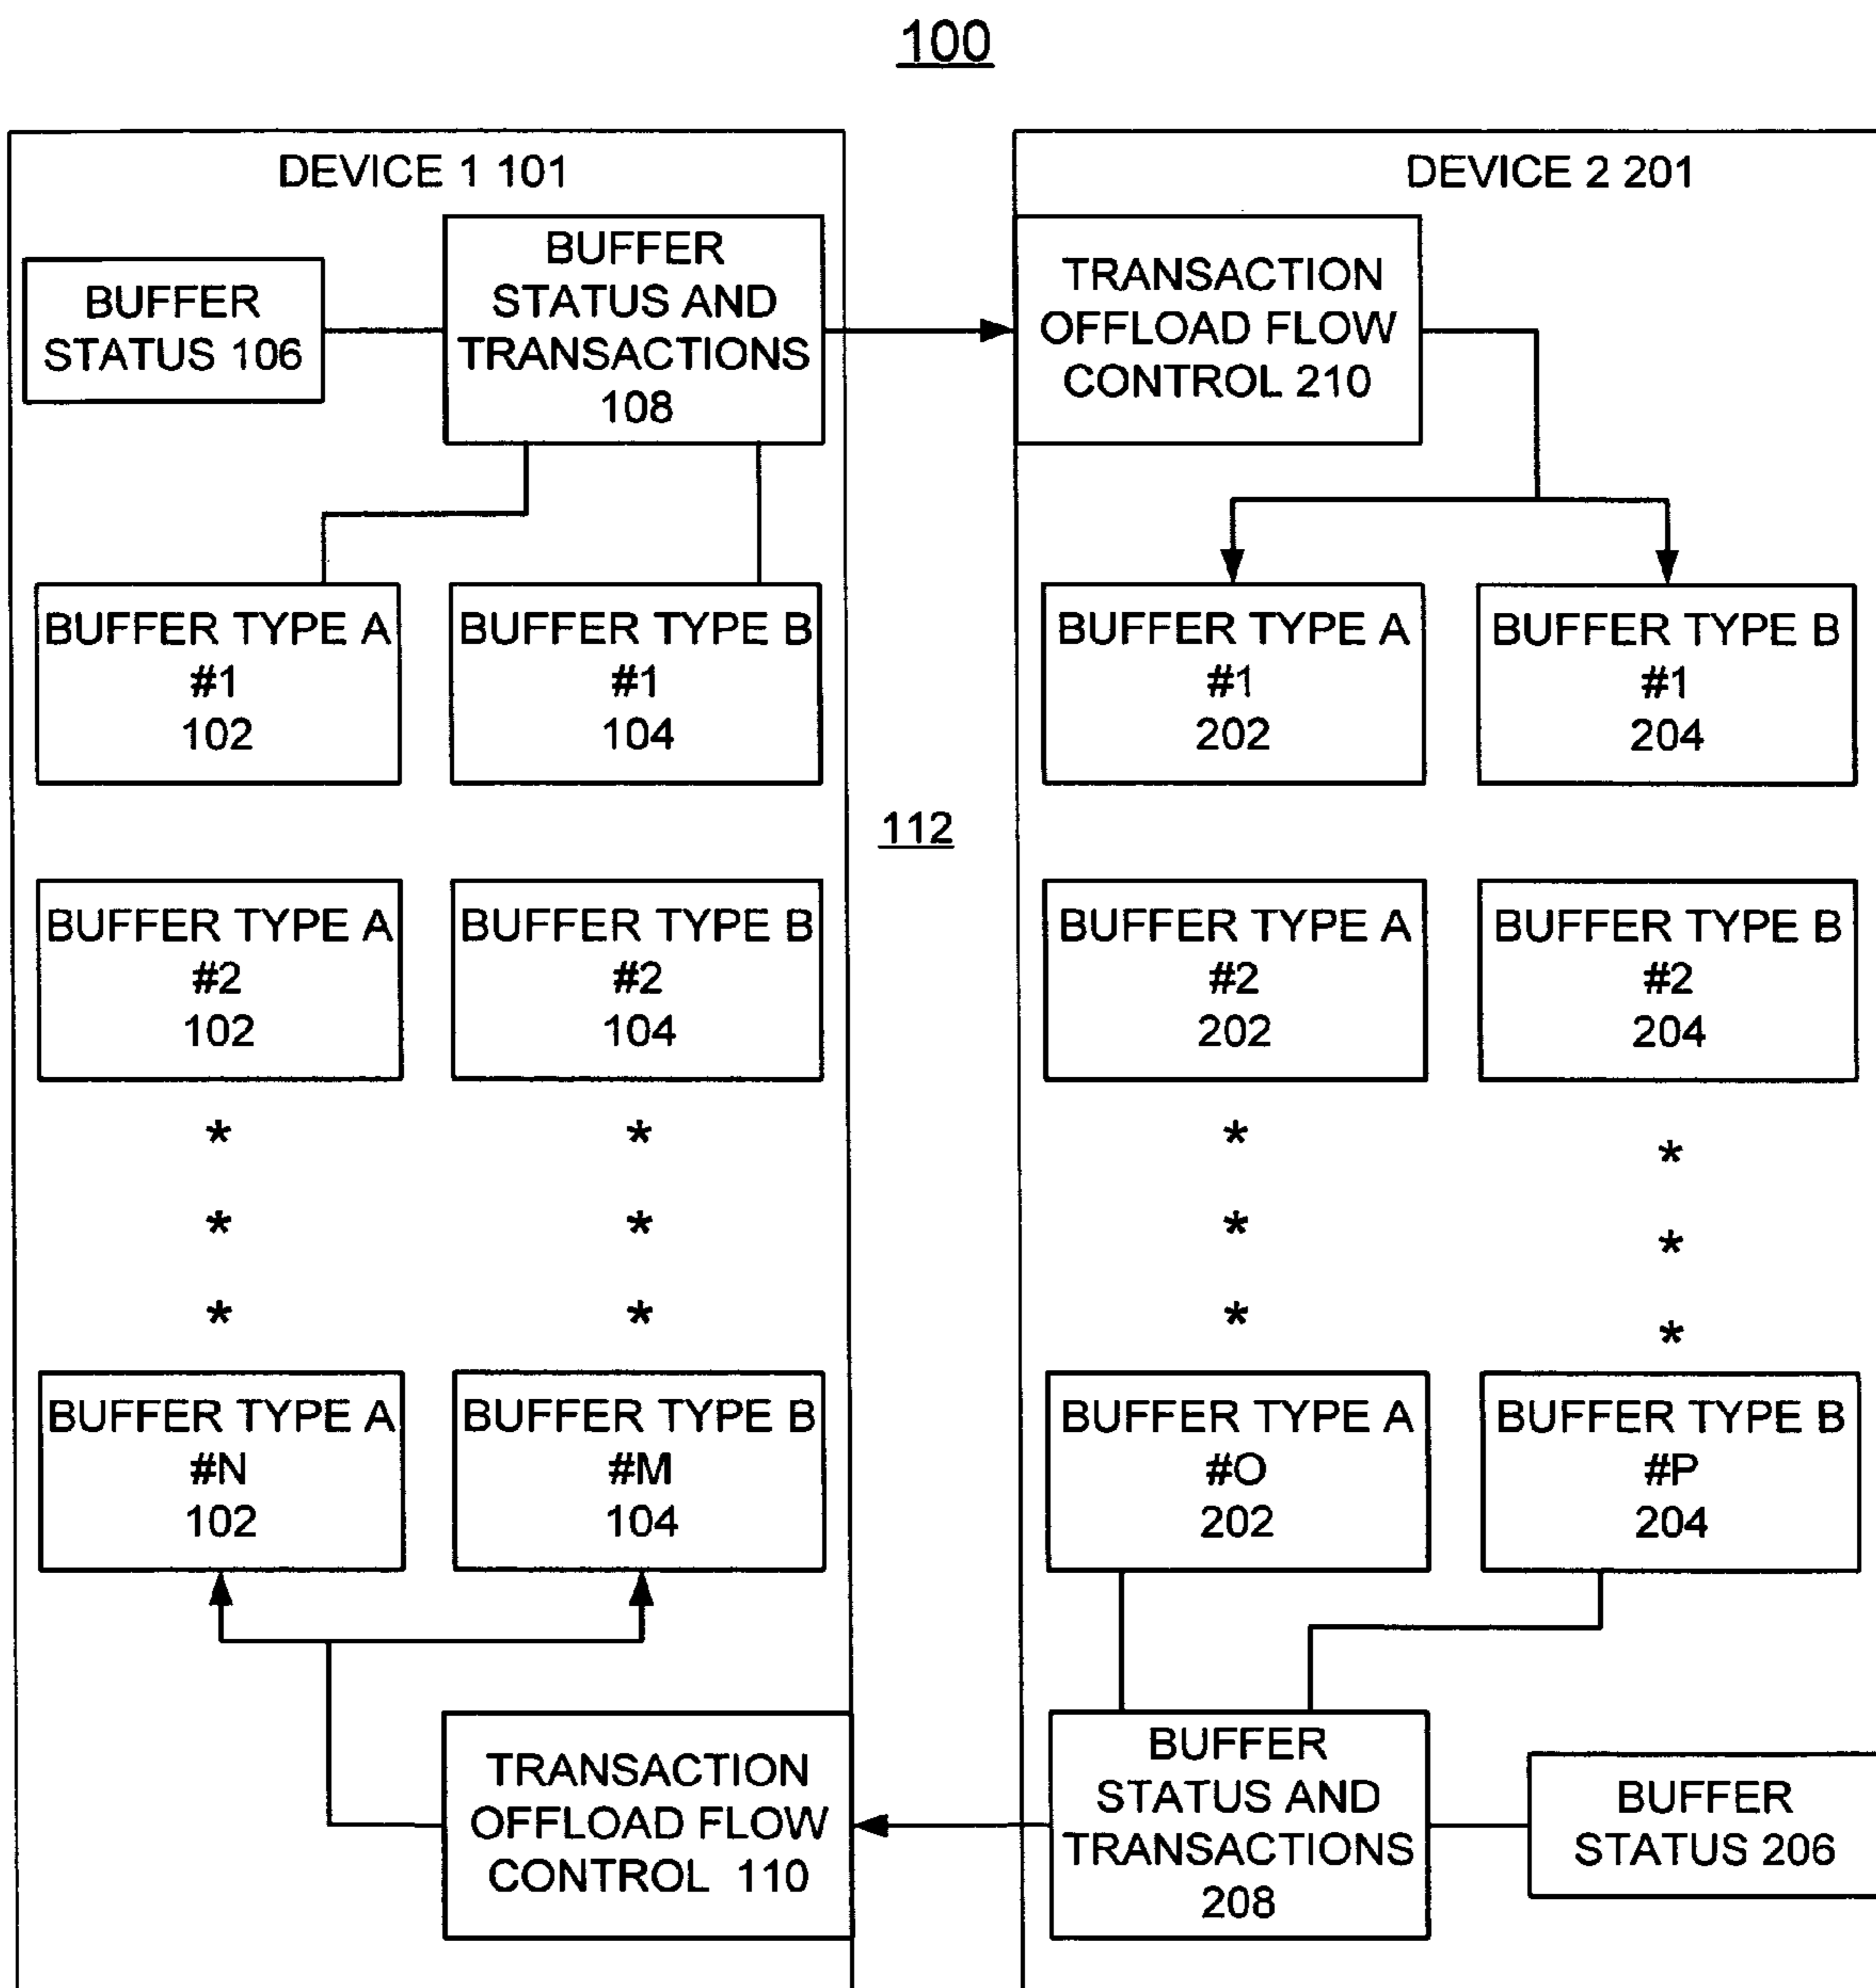 100
DEVICE 1 101
BUFFER
STATUS 106
BUFFER
STATUS AND
TRANSACTIONS
108
BUFFER TYPE A
#1
102
BUFFER TYPE B
#1
104
BUFFER TYPE A
#2
102
BUFFER TYPE B
#2
104
*
*
*
*
*
*
BUFFER TYPE A
#N
102
BUFFER TYPE B
#M
104
TRANSACTION
OFFLOAD FLOW
CONTROL 110
112
DEVICE 2 201
TRANSACTION
OFFLOAD FLOW
CONTROL 210
BUFFER TYPE A
#1
202
BUFFER TYPE B
#1
204
BUFFER TYPE A
#2
202
BUFFER TYPE B
#2
204
*
*
*
*
*
*
BUFFER TYPE A
#O
202
BUFFER TYPE B
#P
204
BUFFER
STATUS AND
TRANSACTIONS
208
BUFFER
STATUS 206